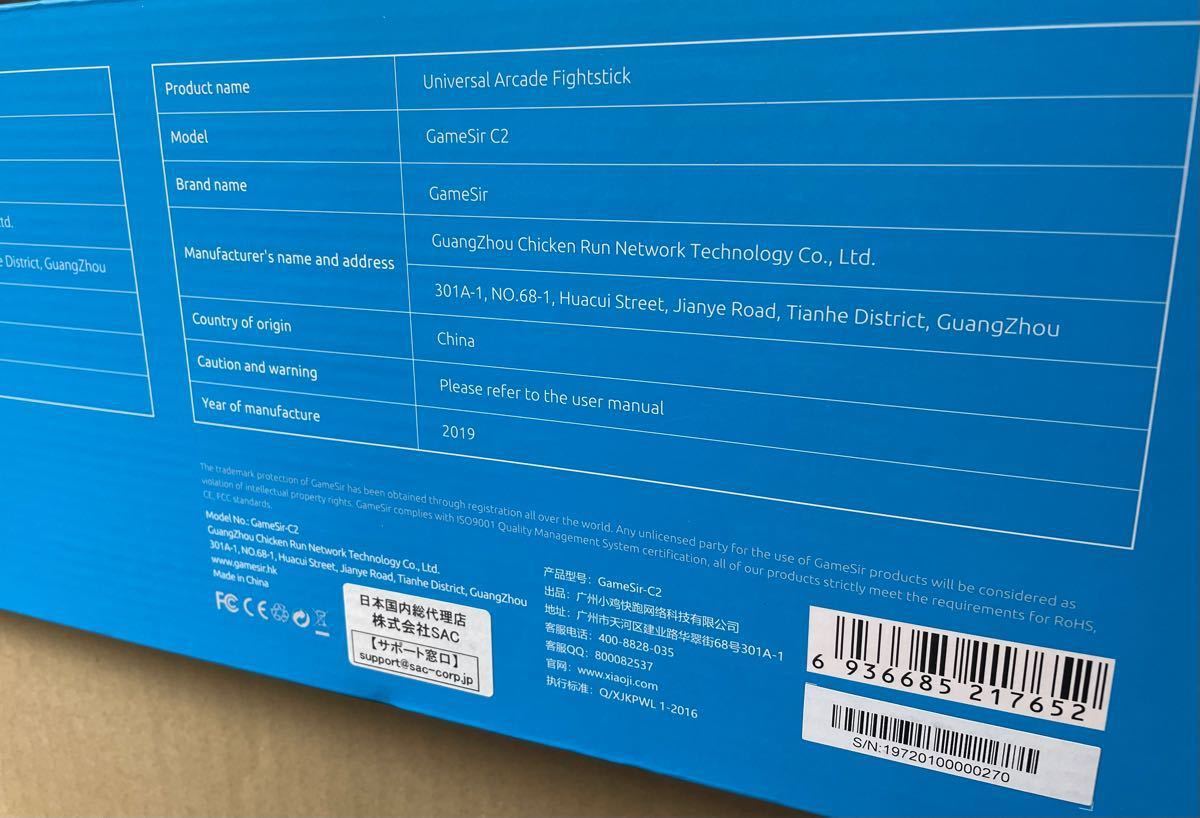 td.
e District, GuangZhou
Product name
Universal Arcade Fightstick
Model
GameSir C2
Brand name
GameSir
Manufacturer's name and address
GuangZhou Chicken Run Network Technology Co., Ltd.
301A-1, NO.68-1, Huacui Street, Jianye Road, Tianhe District, GuangZhou
Country of origin
China
Caution and warning
Please refer to the user manual
Year of manufacture
2019
The trademark protection of GameSir has been obtained through registration all over the world. Any unlicensed party for the use of GameSir products will be considered as
violation of intellectual property rights. GameSir complies with ISO9001 Quality Management System certification, all of our products strictly meet the requirements for RoHS,
CE, FCC standards.
Model No.: GameSir-C2
GuangZhou Chicken Run Network Technology Co., Ltd.
301A-1, NO.68-1, Huacui Street, Jianye Road, Tianhe District, GuangZhou
www.gamesir.hk
Made in China
FC CE
日本国内総代理店
株式会社SAC
【サポート窓口】
support@sac-corp.jp
产品型号：GameSir-C2
出品：广州小鸡快跑网络科技有限公司
地址：广州市天河区建业路华翠街68号301A-1
客服电话：400-8828-035
客服QQ：800082537
官网：www.xiaoji.com
执行标准：Q/XJKPWL 1-2016
6 936685 217652
S/N:19720100000270